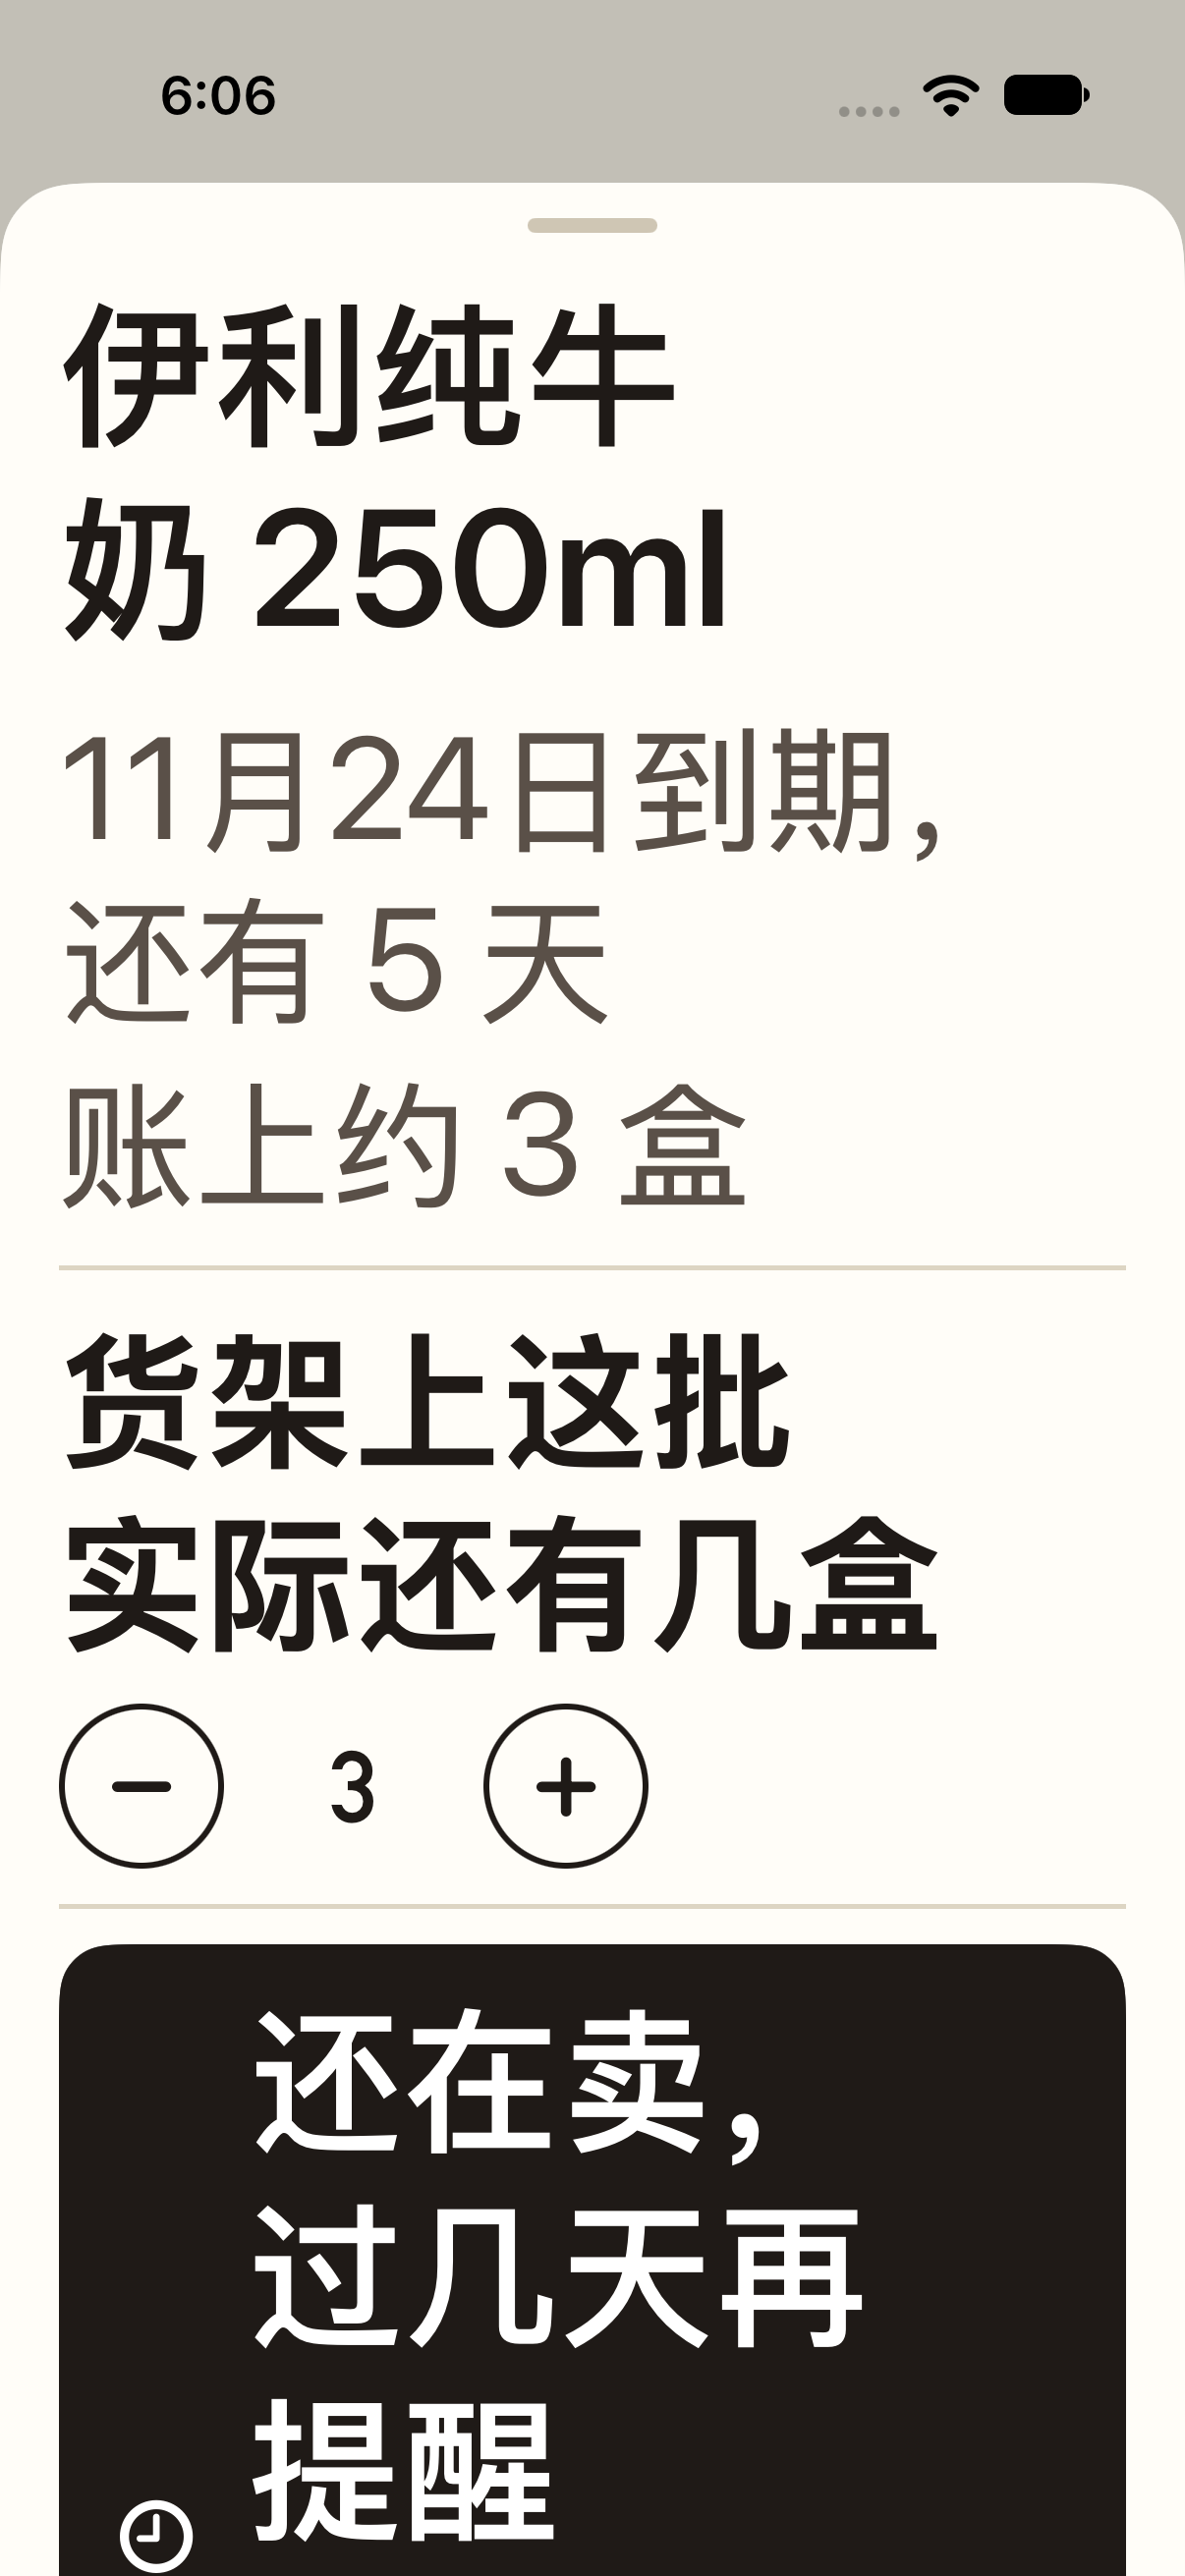 6:06
伊利纯牛
奶 250ml
11月24日到期，
还有 5 天
账上约 3 盒
货架上这批
实际还有几盒
3
还在卖，
过几天再
提醒